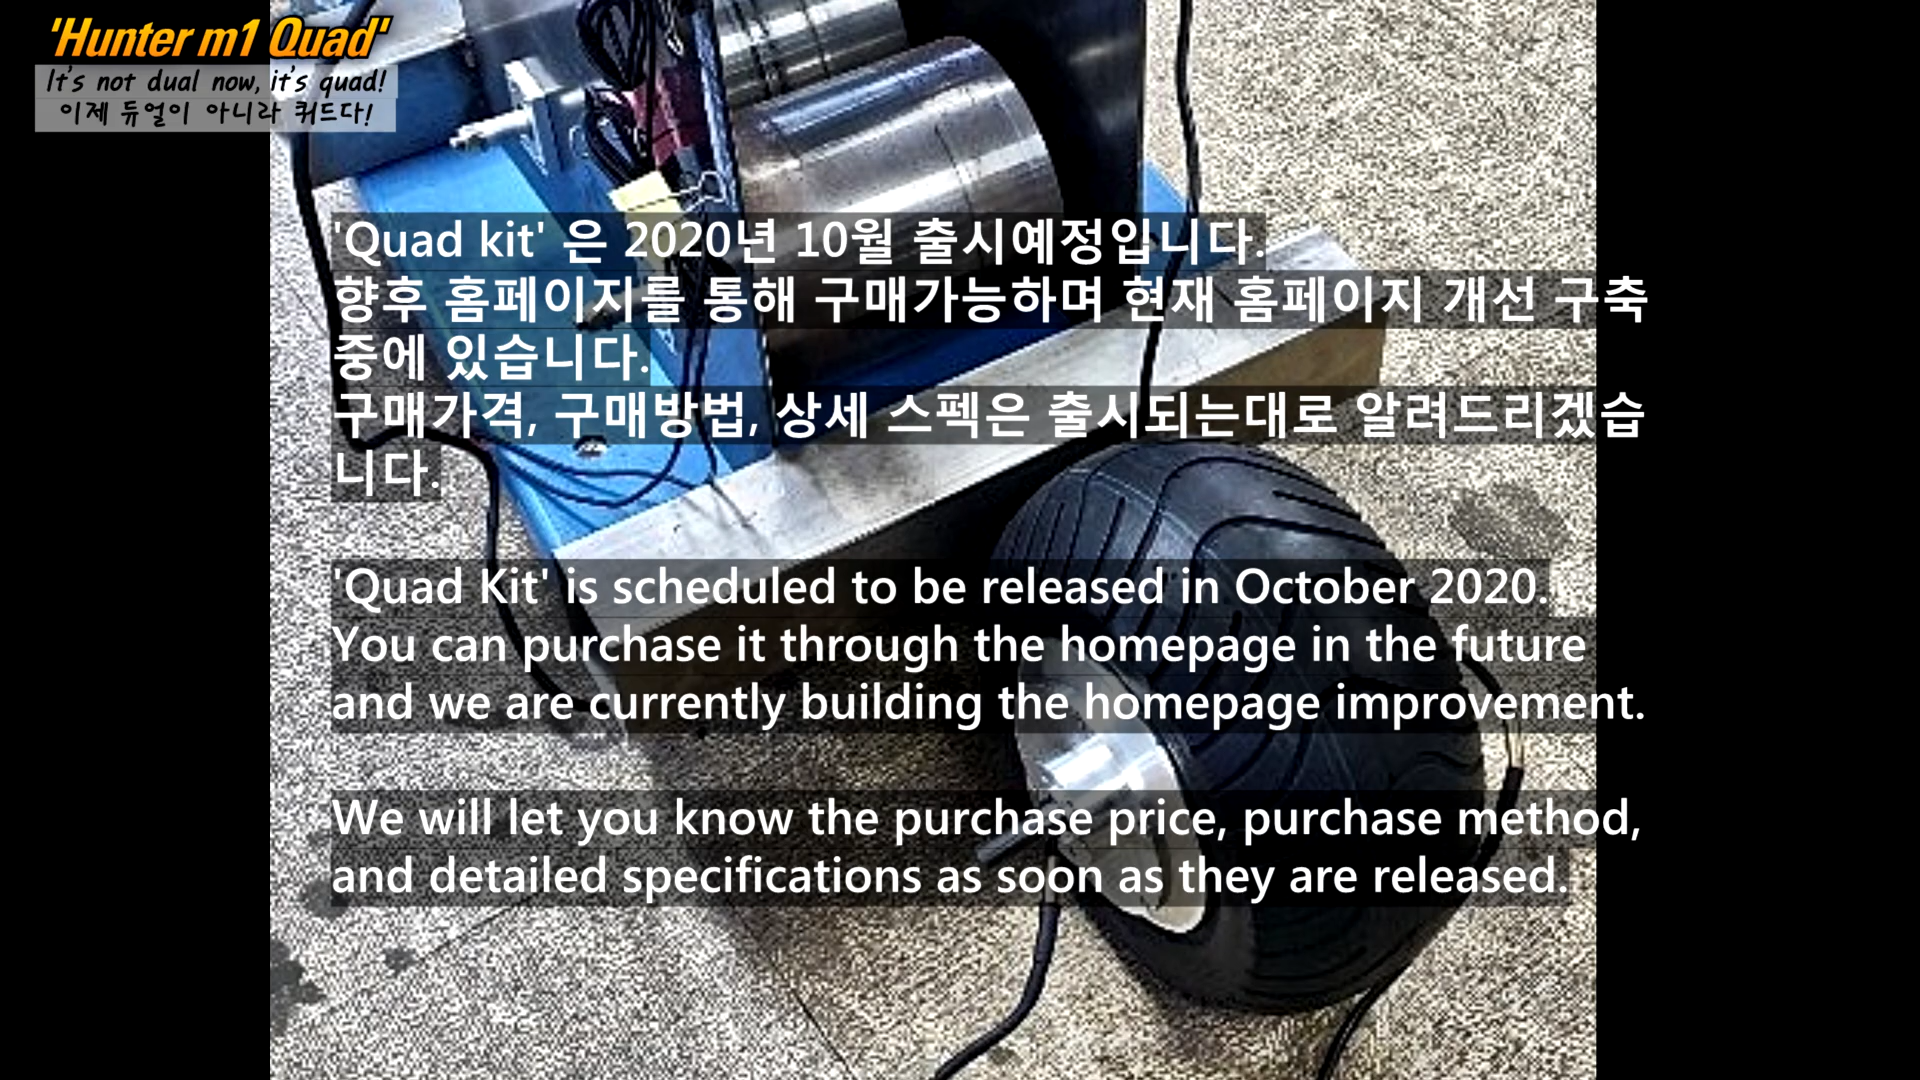 'Hunter m1 Quad'
It's not dual now, it's quad!
이제 듀얼이 아니라 쿼드다!
'Quad kit' 은 2020년 10월 출시예정입니다.
향후 홈페이지를 통해 구매가능하며 현재 홈페이지 개선 구축
중에 있습니다.
구매가격, 구매방법, 상세 스펙은 출시되는대로 알려드리겠습
니다.
'Quad Kit' is scheduled to be released in October 2020.
You can purchase it through the homepage in the future
and we are currently building the homepage improvement.
We will let you know the purchase price, purchase method,
and detailed specifications as soon as they are released.